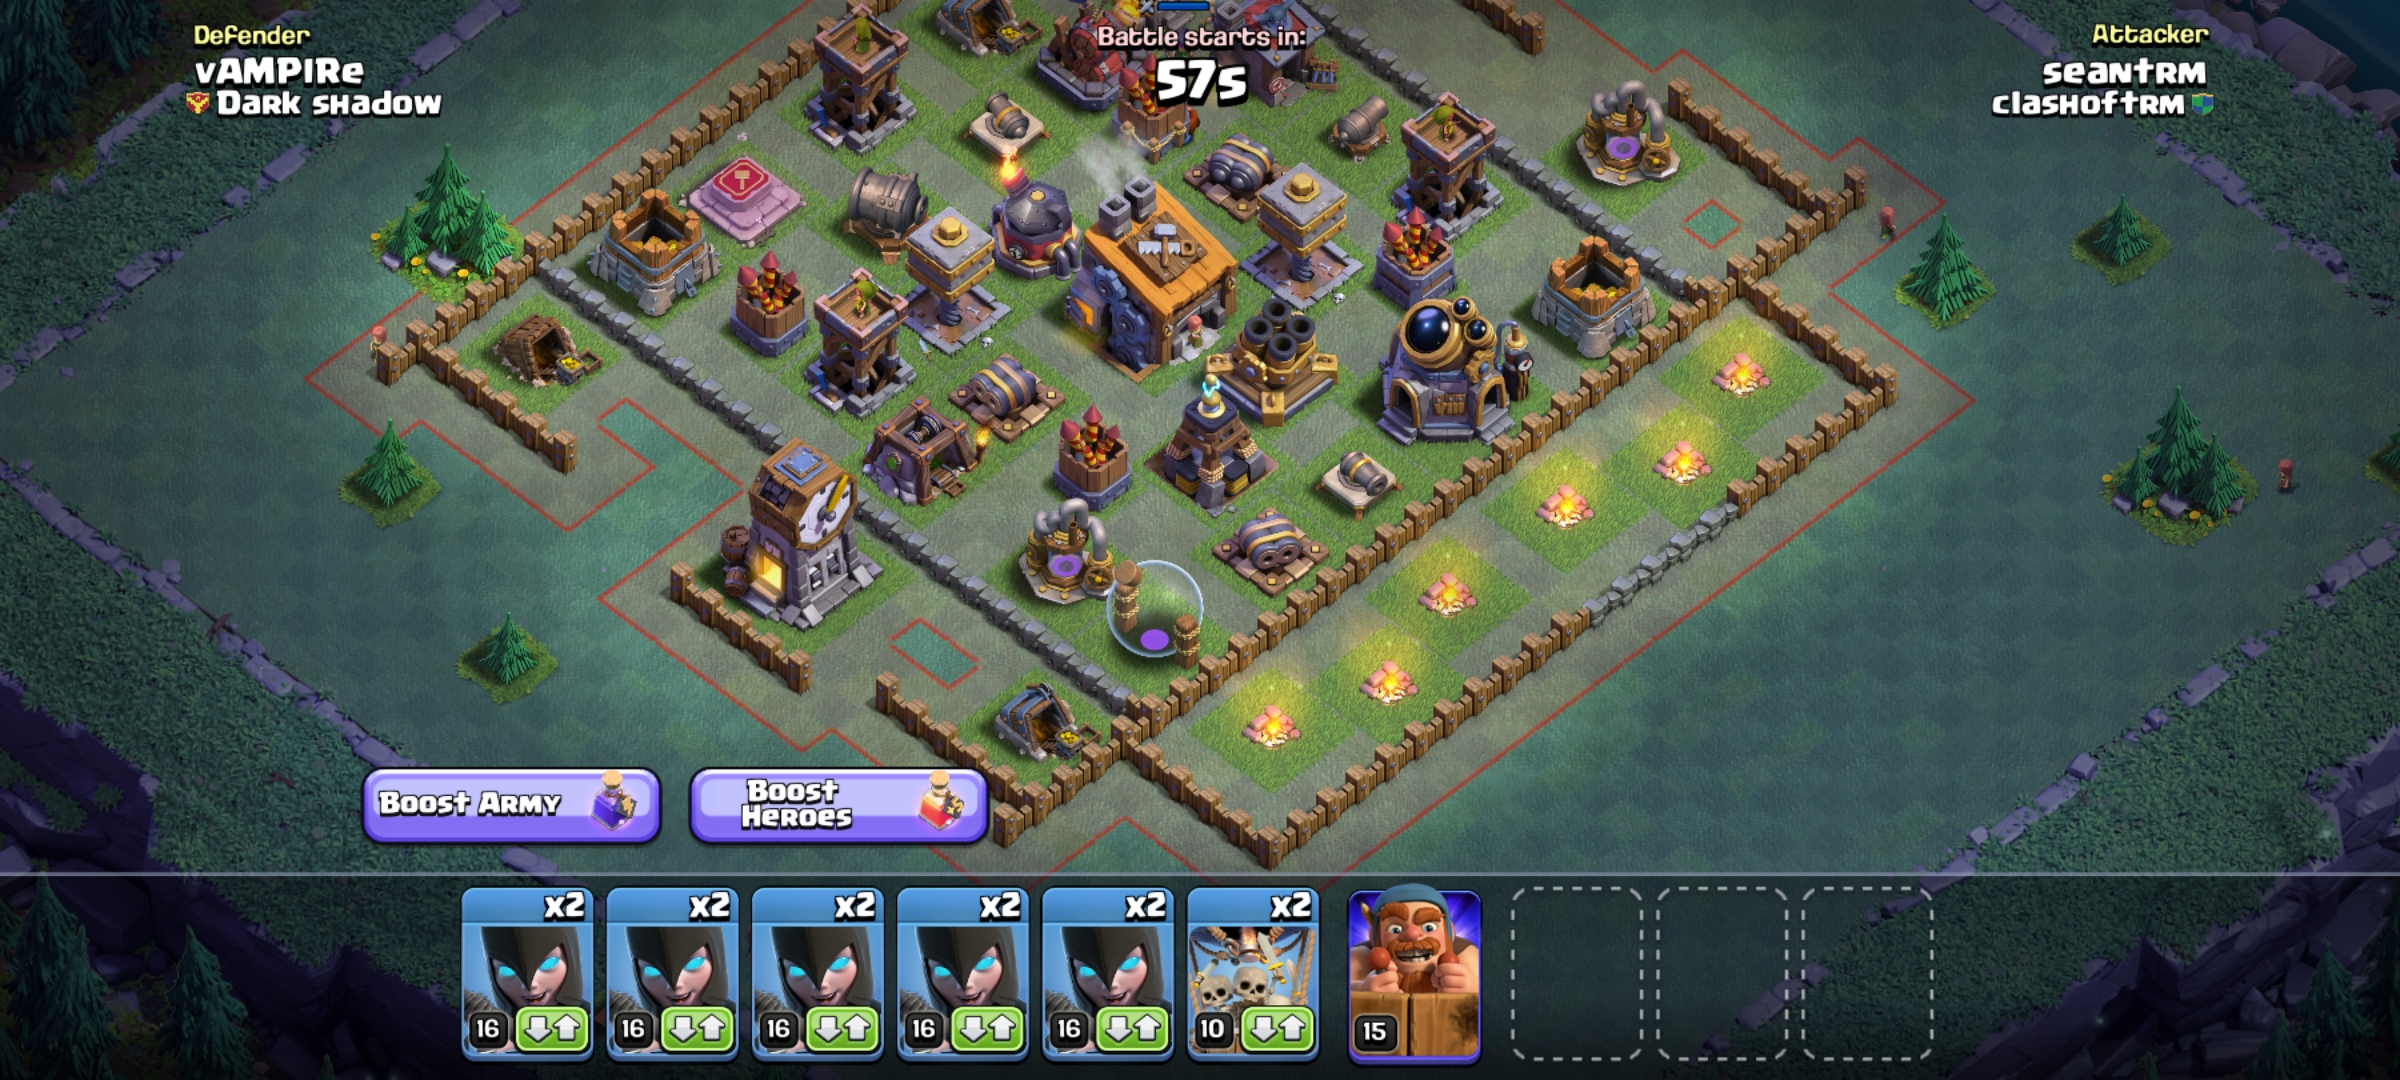 Defender
vAMPIRe
Dark shadow
Battle starts in:
57s
Attacker
seantRM
clashoftRM
Boost Army
Boost
Heroes
x2
x2
x2
x2
x2
x2
16
16
16
16
16
10
15